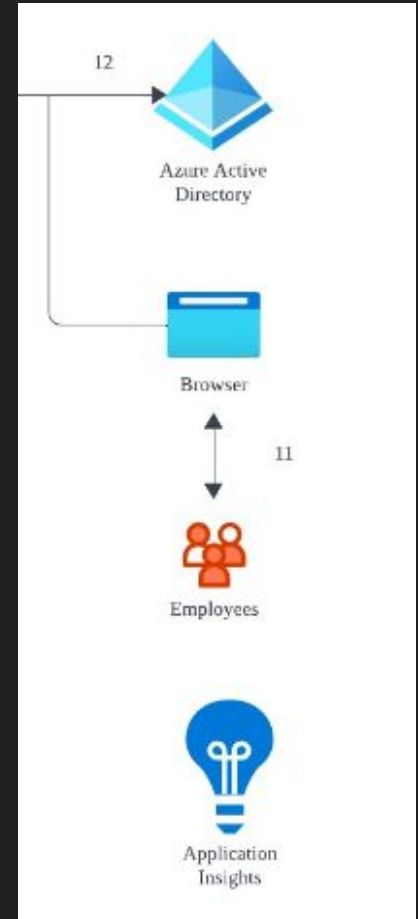 12
Azure Active
Directory
Browser
11
Employees
Application
Insights